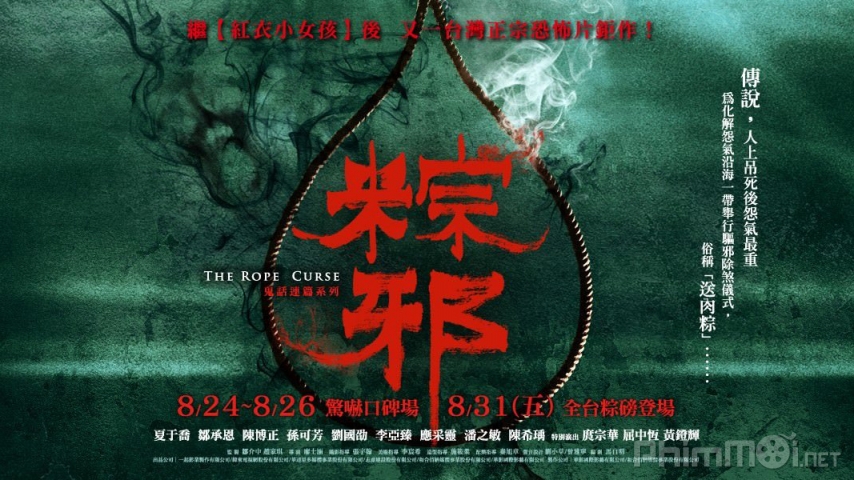 繼【紅衣小女孩】後 又一台灣正宗恐怖片鉅作！
傳說，人上吊死後怨氣最重
為化解怨氣沿海一帶舉行驅邪除煞儀式，
俗稱「送肉粽」……
粽邪
THE ROPE CURSE
鬼話連篇系列
8/24~8/26 驚嚇口碑場 8/31(五) 全台粽磅登場
夏于喬 鄒承恩 陳博正 孫可芳 劉國劭 李亞臻 應采靈 潘之敏 陳希瑀 特別演出 庹宗華 屈中恆 黃鐙輝
PhimMoi.NET